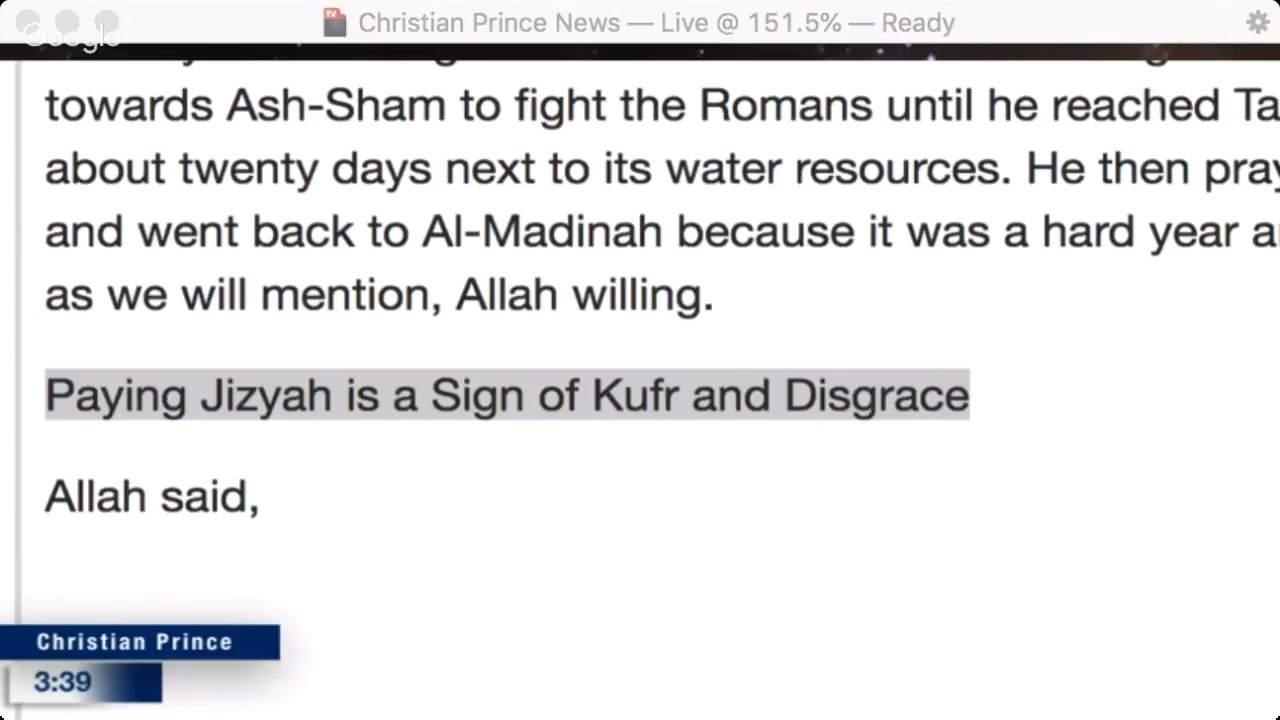 Christian Prince News — Live @ 151.5% — Ready
Google
towards Ash-Sham to fight the Romans until he reached Ta
about twenty days next to its water resources. He then pray
and went back to Al-Madinah because it was a hard year a
as we will mention, Allah willing.
Paying Jizyah is a Sign of Kufr and Disgrace
Allah said,
Christian Prince
3:39